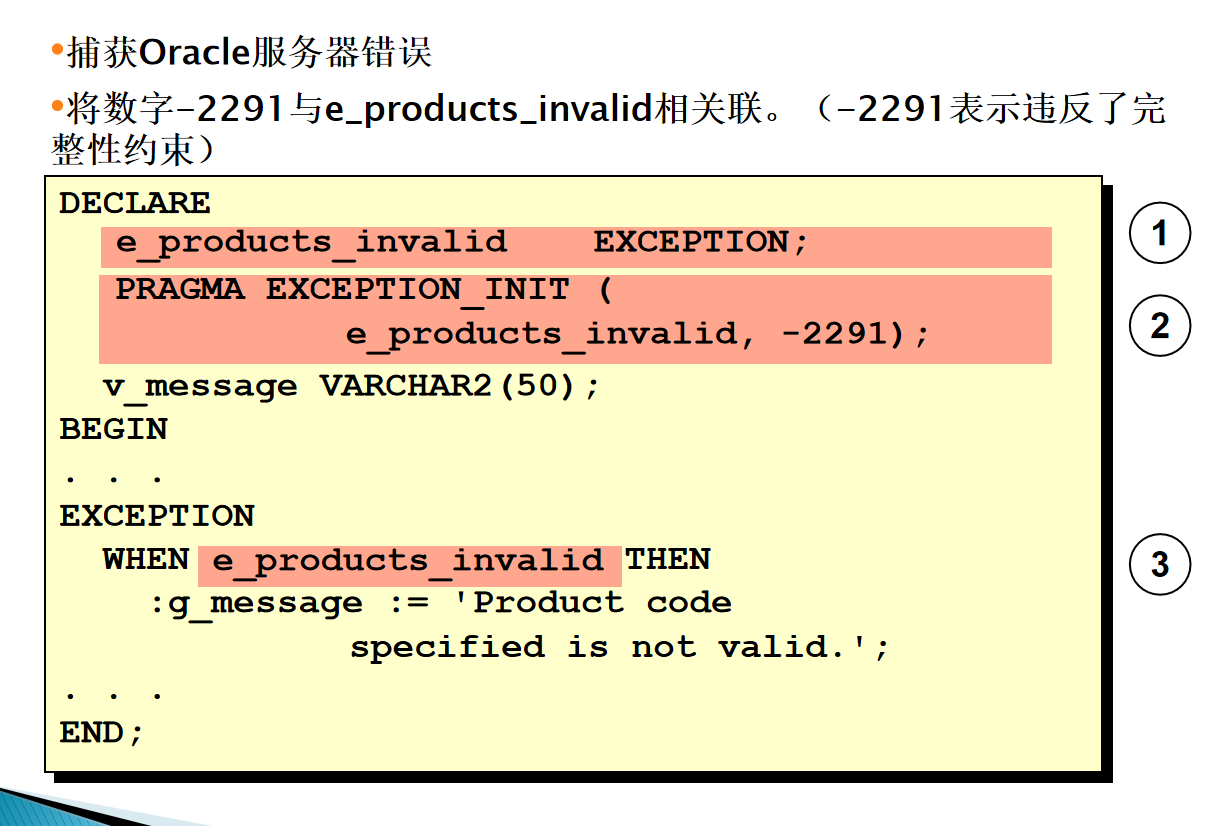 •捕获Oracle服务器错误
•将数字-2291与e_products_invalid相关联。（-2291表示违反了完
整性约束）
DECLARE
e_products_invalid EXCEPTION;
1
PRAGMA EXCEPTION_INIT (
e_products_invalid, -2291);
2
v_message VARCHAR2(50);
BEGIN
. . .
EXCEPTION
WHEN e_products_invalid THEN
3
:g_message := 'Product code
specified is not valid.';
. . .
END;